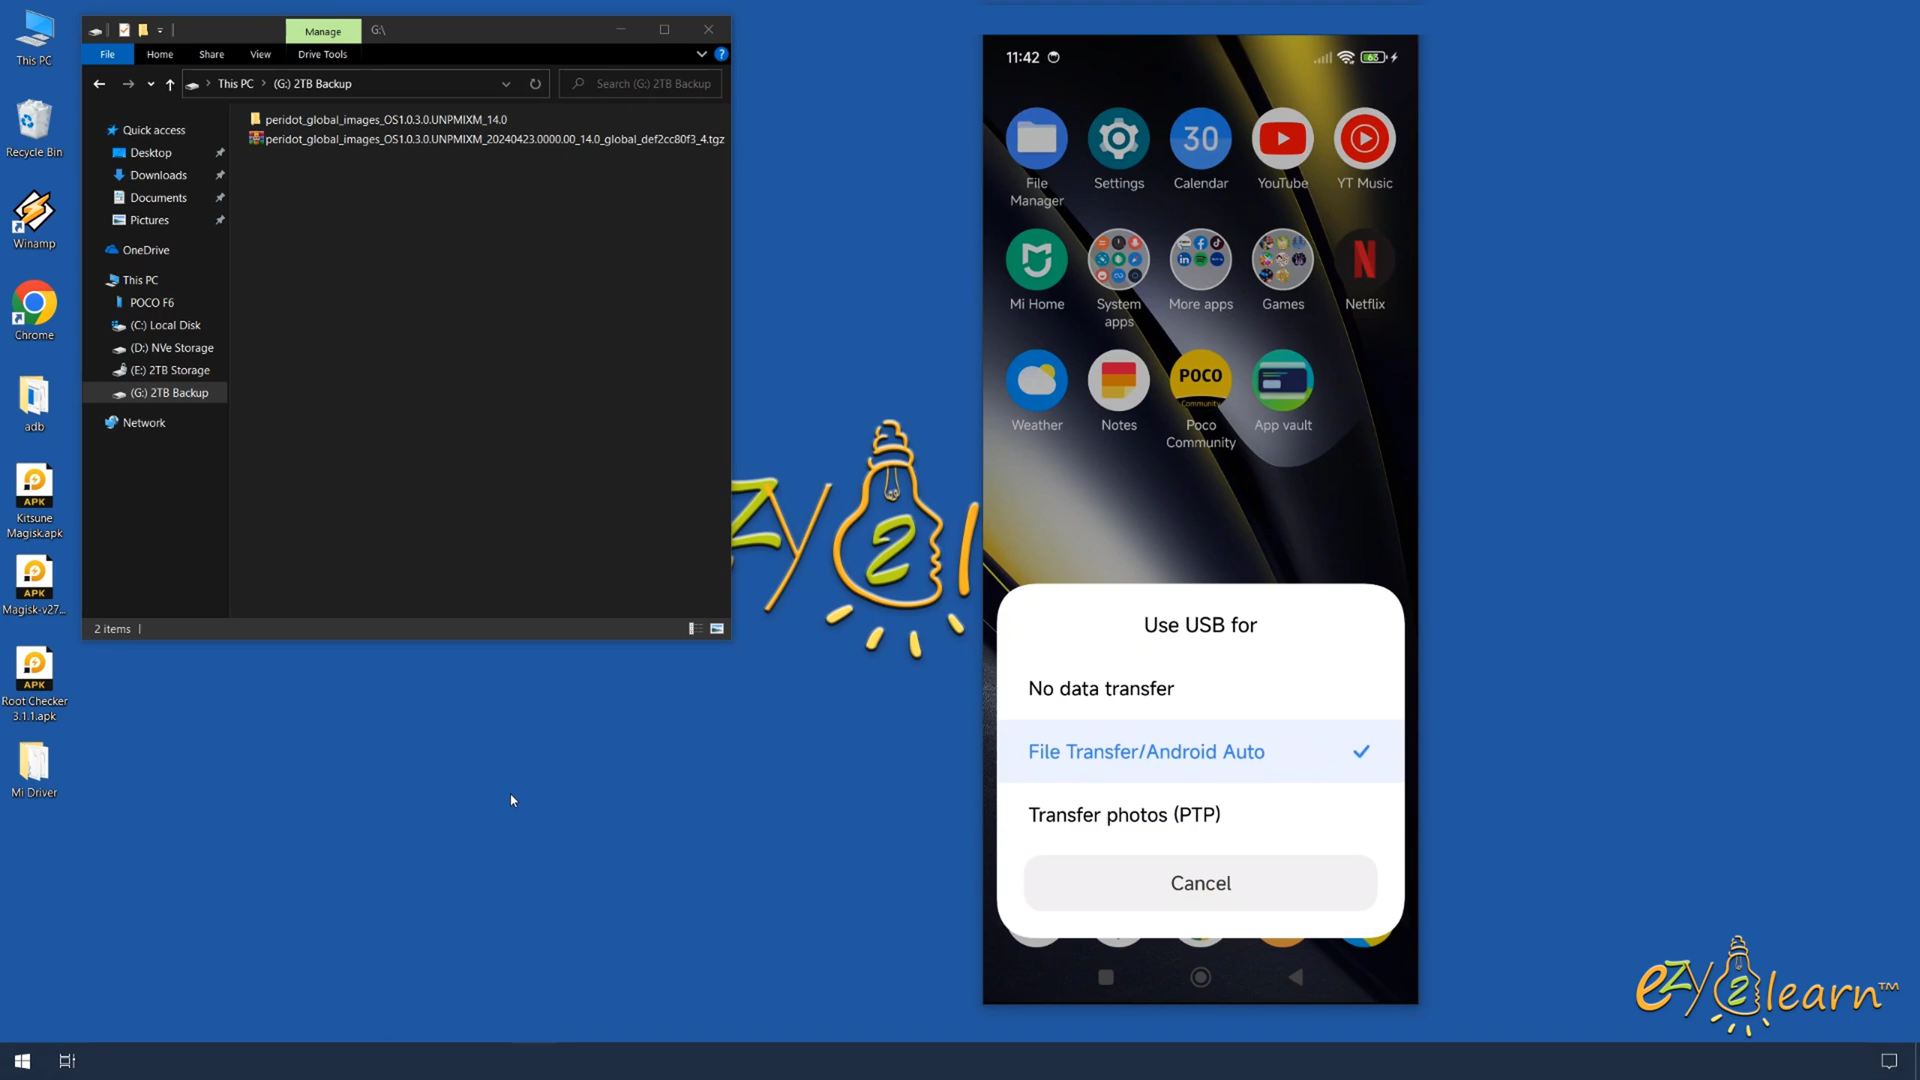 This PC
Recycle Bin
Winamp
Chrome
adb
APK
Kitsune
Magisk.apk
APK
Magisk-v27...
APK
Root Checker
3.1.1.apk
Mi Driver
Manage
G:\
File
Home
Share
View
Drive Tools
This PC
(G:) 2TB Backup
Search (G:) 2TB Backup
Quick access
Desktop
Downloads
Documents
Pictures
OneDrive
This PC
POCO F6
(C:) Local Disk
(D:) NVe Storage
(E:) 2TB Storage
(G:) 2TB Backup
Network
peridot_global_images_OS1.0.3.0.UNPMIXM_14.0
peridot_global_images_OS1.0.3.0.UNPMIXM_20240423.0000.00_14.0_global_def2cc80f3_4.tgz
2 items
zy2l
11:42
63
File
Manager
Settings
30
Calendar
YouTube
YT Music
Mi Home
System
apps
More apps
Games
N
Netflix
Weather
Notes
POCO
Community
Poco
Community
App vault
Use USB for
No data transfer
File Transfer/Android Auto
Transfer photos (PTP)
Cancel
ezy2learn™